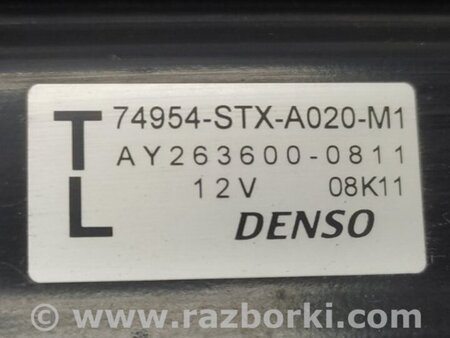 TL 74954-STX-A020-M1
AY263600-0811
12V 08K11
DENSO
© www.razborki.com